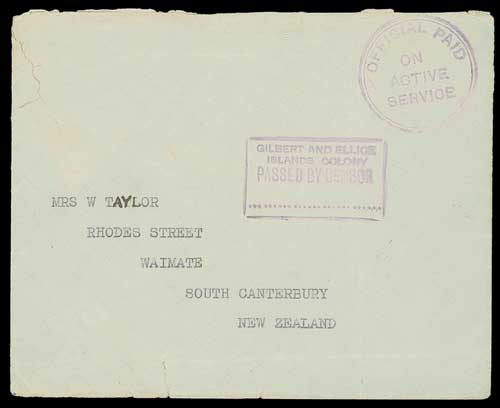 OFFICIAL PAID
ON
ACTIVE
SERVICE
GILBERT AND ELLICE
ISLANDS COLONY
PASSED BY CENSOR
MRS W TAYLOR
RHODES STREET
WAIMATE
SOUTH CANTERBURY
NEW ZEALAND